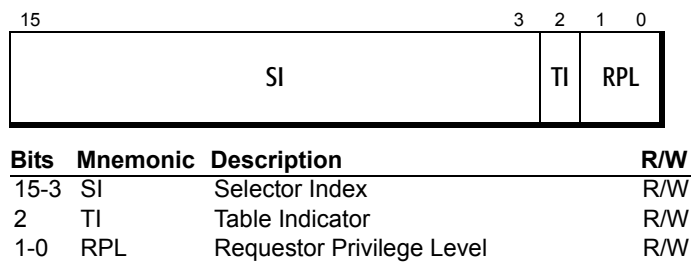 15 3 2 1 0
SI TI RPL
Bits Mnemonic Description R/W
15-3 SI Selector Index R/W
2 TI Table Indicator R/W
1-0 RPL Requestor Privilege Level R/W